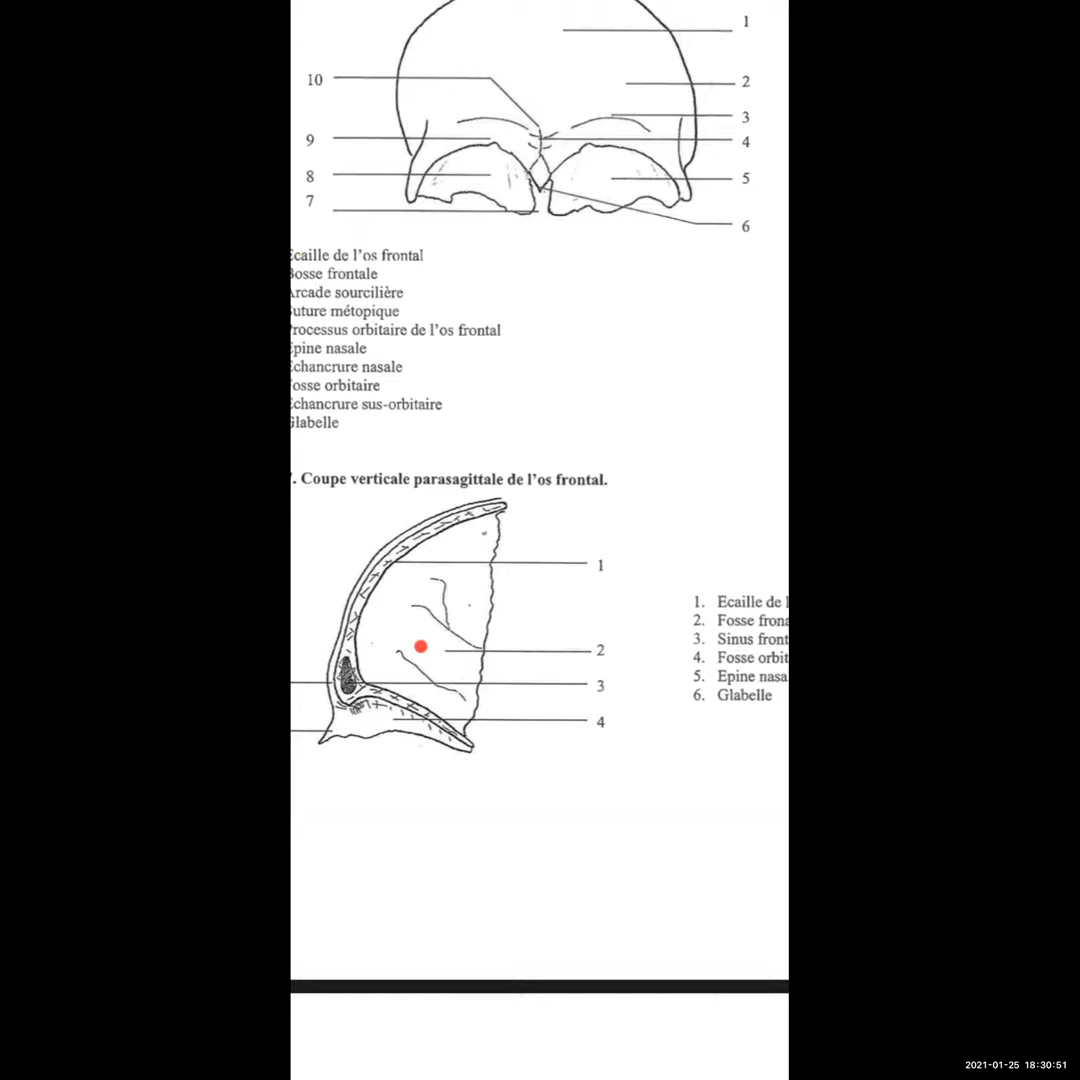 1
10
2
3
9
4
8
5
7
6
Ecaille de l'os frontal
Bosse frontale
Arcade sourcilière
Suture métopique
Processus orbitaire de l'os frontal
Epine nasale
Echancrure nasale
Fosse orbitaire
Echancrure sus-orbitaire
Glabelle
. Coupe verticale parasagittale de l'os frontal.
1
1. Ecaille de l
2. Fosse fron
3. Sinus front
2
4. Fosse orbit
5. Epine nasa
3
6. Glabelle
4
2021-01-25 18:30:51